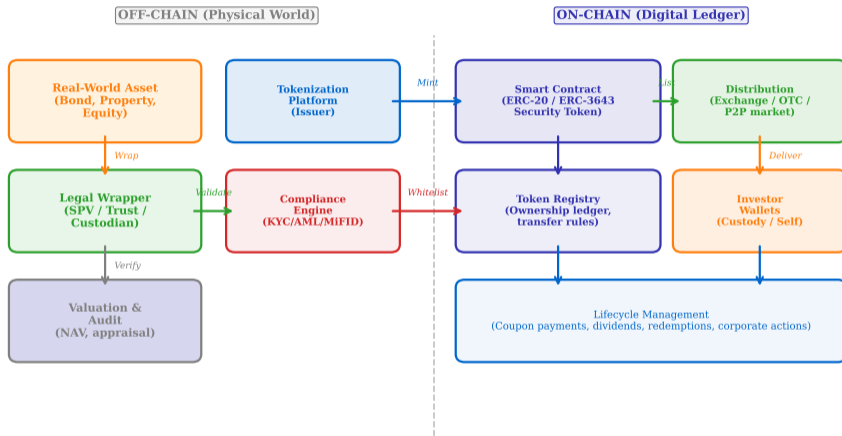 OFF-CHAIN (Physical World)
ON-CHAIN (Digital Ledger)
Real-World Asset
(Bond, Property,
Equity)
Tokenization
Platform
(Issuer)
Mint
Smart Contract
(ERC-20 / ERC-3643
Security Token)
List
Distribution
(Exchange / OTC /
P2P market)
Wrap
Deliver
Legal Wrapper
(SPV / Trust /
Custodian)
Validate
Compliance
Engine
(KYC/AML/MiFID)
Whitelist
Token Registry
(Ownership ledger,
transfer rules)
Investor
Wallets
(Custody / Self)
Verify
Valuation &
Audit
(NAV, appraisal)
Lifecycle Management
(Coupon payments, dividends, redemptions, corporate actions)